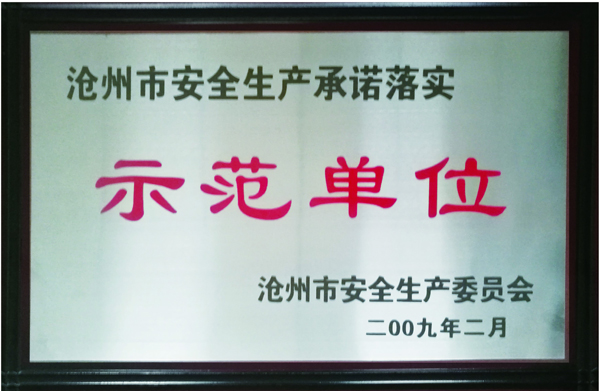 沧州市安全生产承诺落实
示范单位
沧州市安全生产委员会
二00九年二月